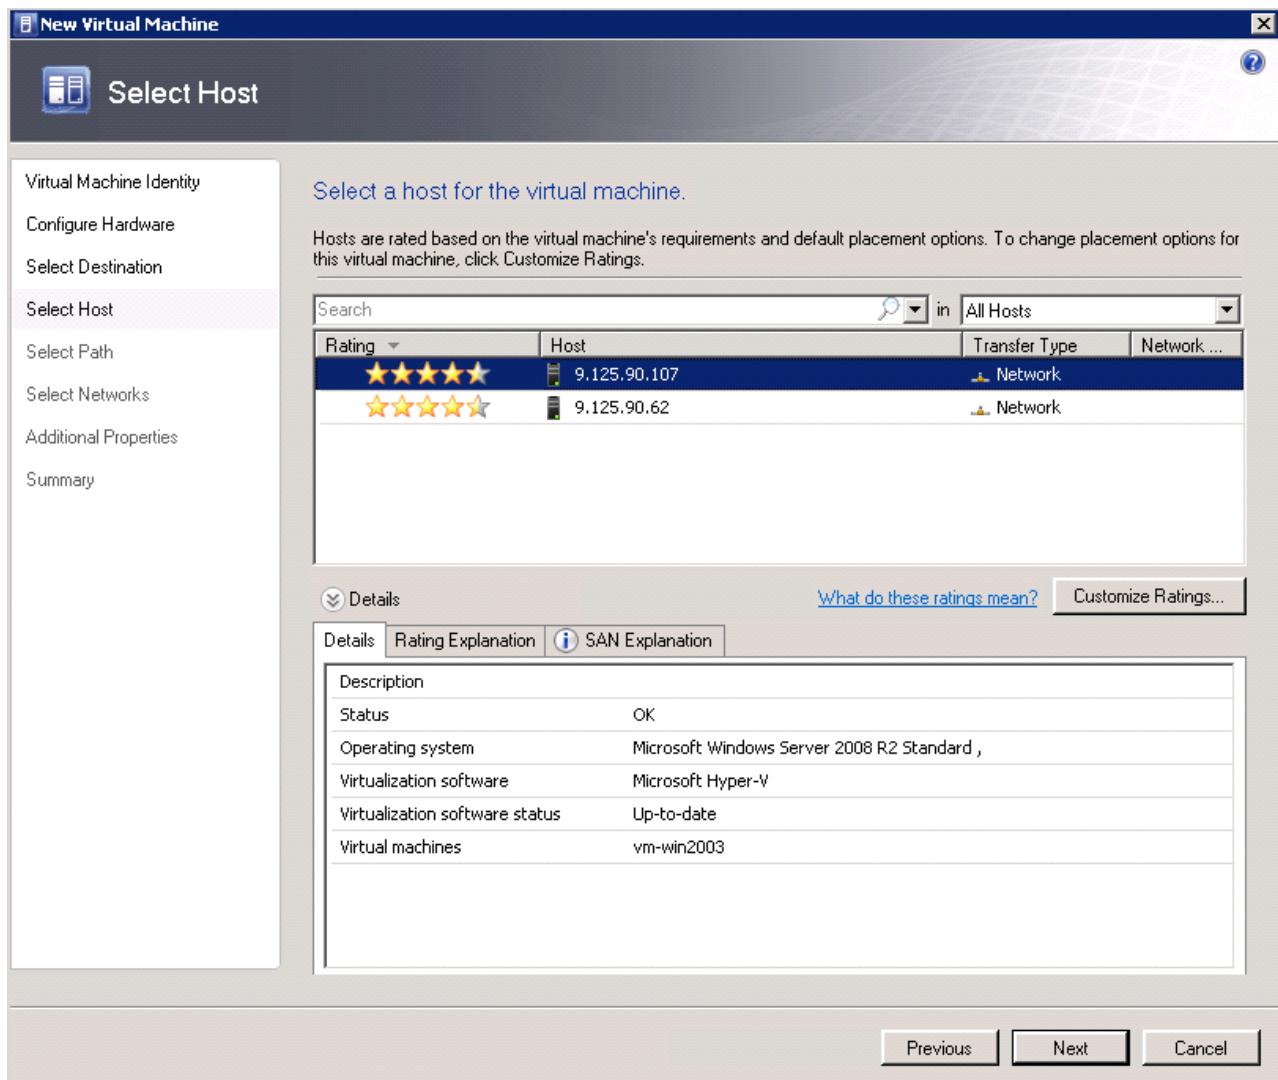 New Virtual Machine
Select Host
Virtual Machine Identity
Configure Hardware
Select Destination
Select Host
Select Path
Select Networks
Additional Properties
Summary
Select a host for the virtual machine.
Hosts are rated based on the virtual machine's requirements and default placement options. To change placement options for
this virtual machine, click Customize Ratings.
Search in All Hosts
Rating Host Transfer Type Network ...
9.125.90.107 Network
9.125.90.62 Network
Details What do these ratings mean? Customize Ratings...
Details Rating Explanation SAN Explanation
Description
Status OK
Operating system Microsoft Windows Server 2008 R2 Standard ,
Virtualization software Microsoft Hyper-V
Virtualization software status Up-to-date
Virtual machines vm-win2003
Previous Next Cancel